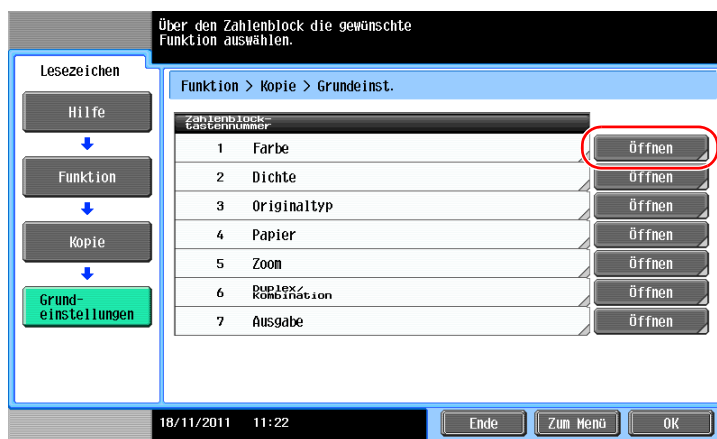 Über den Zahlenblock die gewünschte
Funktion auswählen.
Lesezeichen
Hilfe
Funktion
Kopie
Grund-
einstellungen
Funktion > Kopie > Grundeinst.
Zahlenblock-
tastennummer
1 Farbe Öffnen
2 Dichte Öffnen
3 Originaltyp Öffnen
4 Papier Öffnen
5 Zoom Öffnen
6 Duplex/
Kombination Öffnen
7 Ausgabe Öffnen
18/11/2011 11:22
Ende
Zum Menü
OK